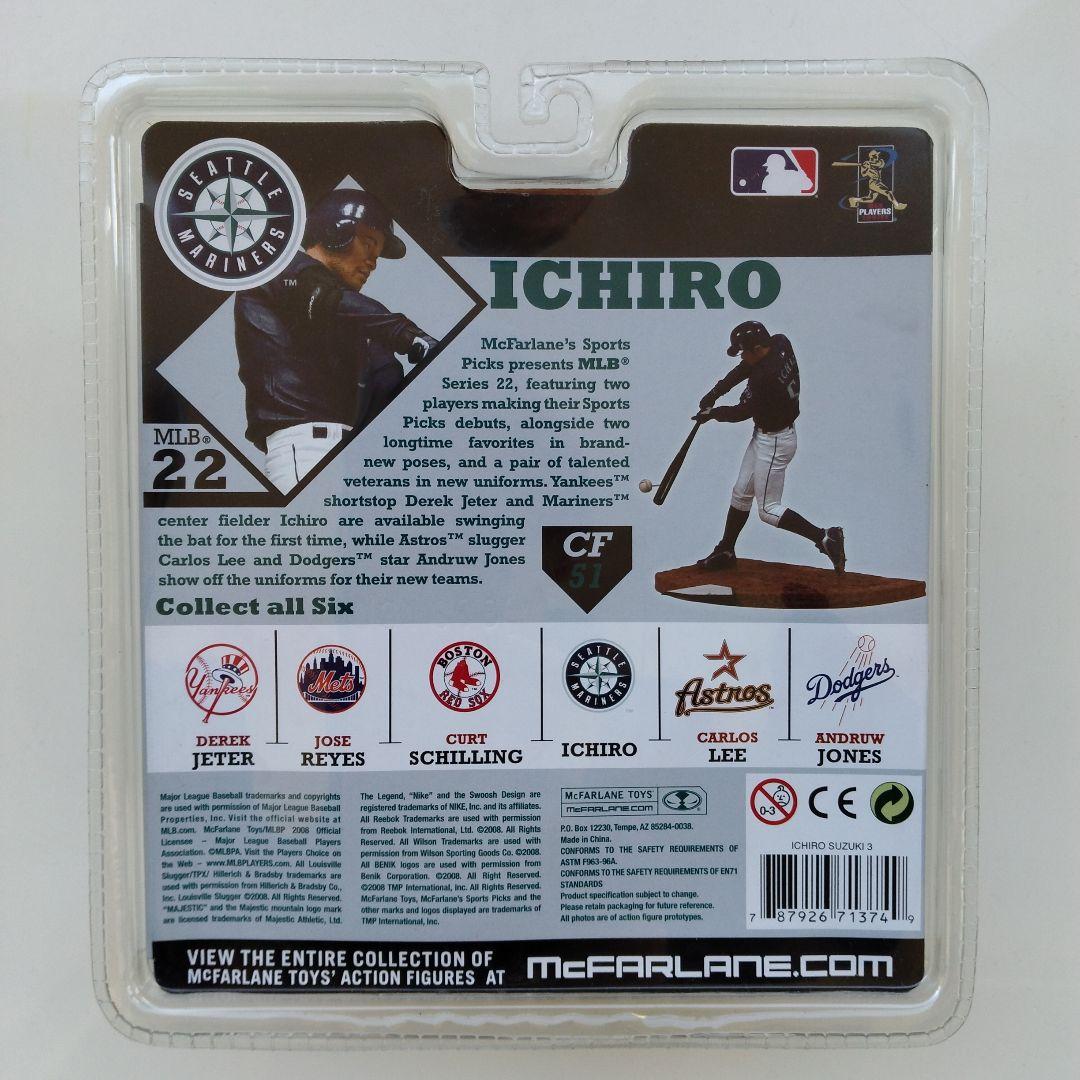 SEATTLE MARINERS
TM
PLAYERS
ICHIRO
McFarlane's Sports
Picks presents MLB®
Series 22, featuring two
players making their Sports
Picks debuts, alongside two
longtime favorites in brand-
new poses, and a pair of talented
veterans in new uniforms. Yankees™
shortstop Derek Jeter and Mariners™
center fielder Ichiro are available swinging
the bat for the first time, while Astros™ slugger
Carlos Lee and Dodgers™ star Andruw Jones
show off the uniforms for their new teams.
MLB®
22
CF
51
Collect all Six
Yankees
Mets
BOSTON RED SOX
SEATTLE MARINERS
Astros
Dodgers
DEREK
JETER
JOSE
REYES
CURT
SCHILLING
ICHIRO
CARLOS
LEE
ANDRUW
JONES
Major League Baseball trademarks and copyrights
are used with permission of Major League Baseball
Properties, Inc. Visit the official website at
MLB.com. McFarlane Toys/MLBP 2008 Official
Licensee – Major League Baseball Players
Association. ©MLBPA. Visit the Players Choice on
the Web – www.MLBPLAYERS.com. All Louisville
Slugger/TPX/ Hillerich & Bradsby trademarks are
used with permission from Hillerich & Bradsby Co.,
Inc. Louisville Slugger ©2008. All Rights Reserved.
"MAJESTIC" and the Majestic mountain logo mark
are licensed trademarks of Majestic Athletic, Ltd.
The Legend, "Nike" and the Swoosh Design are
registered trademarks of NIKE, Inc. and its affiliates.
All Reebok Trademarks are used with permission
from Reebok International, Ltd. ©2008. All Rights
Reserved. All Wilson Trademarks are used with
permission from Wilson Sporting Goods Co. ©2008.
All BENIK logos are used with permission from
Benik Corporation. ©2008. All Right Reserved.
©2008 TMP International, Inc. All Rights Reserved.
McFarlane Toys, McFarlane's Sports Picks and the
other marks and logos displayed are trademarks of
TMP International, Inc.
McFARLANE TOYS
McFARLANE.COM
P.O. Box 12230, Tempe, AZ 85284-0038.
Made in China.
CONFORMS TO THE SAFETY REQUIREMENTS OF
ASTM F963-96A.
CONFORMS TO THE SAFETY REQUIREMENTS OF EN71
STANDARDS
Product specification subject to change.
Please retain packaging for future reference.
All photos are of action figure prototypes.
0-3
CE
ICHIRO SUZUKI 3
7 87926 71374 9
VIEW THE ENTIRE COLLECTION OF
McFARLANE TOYS' ACTION FIGURES AT
McFARLANE.COM